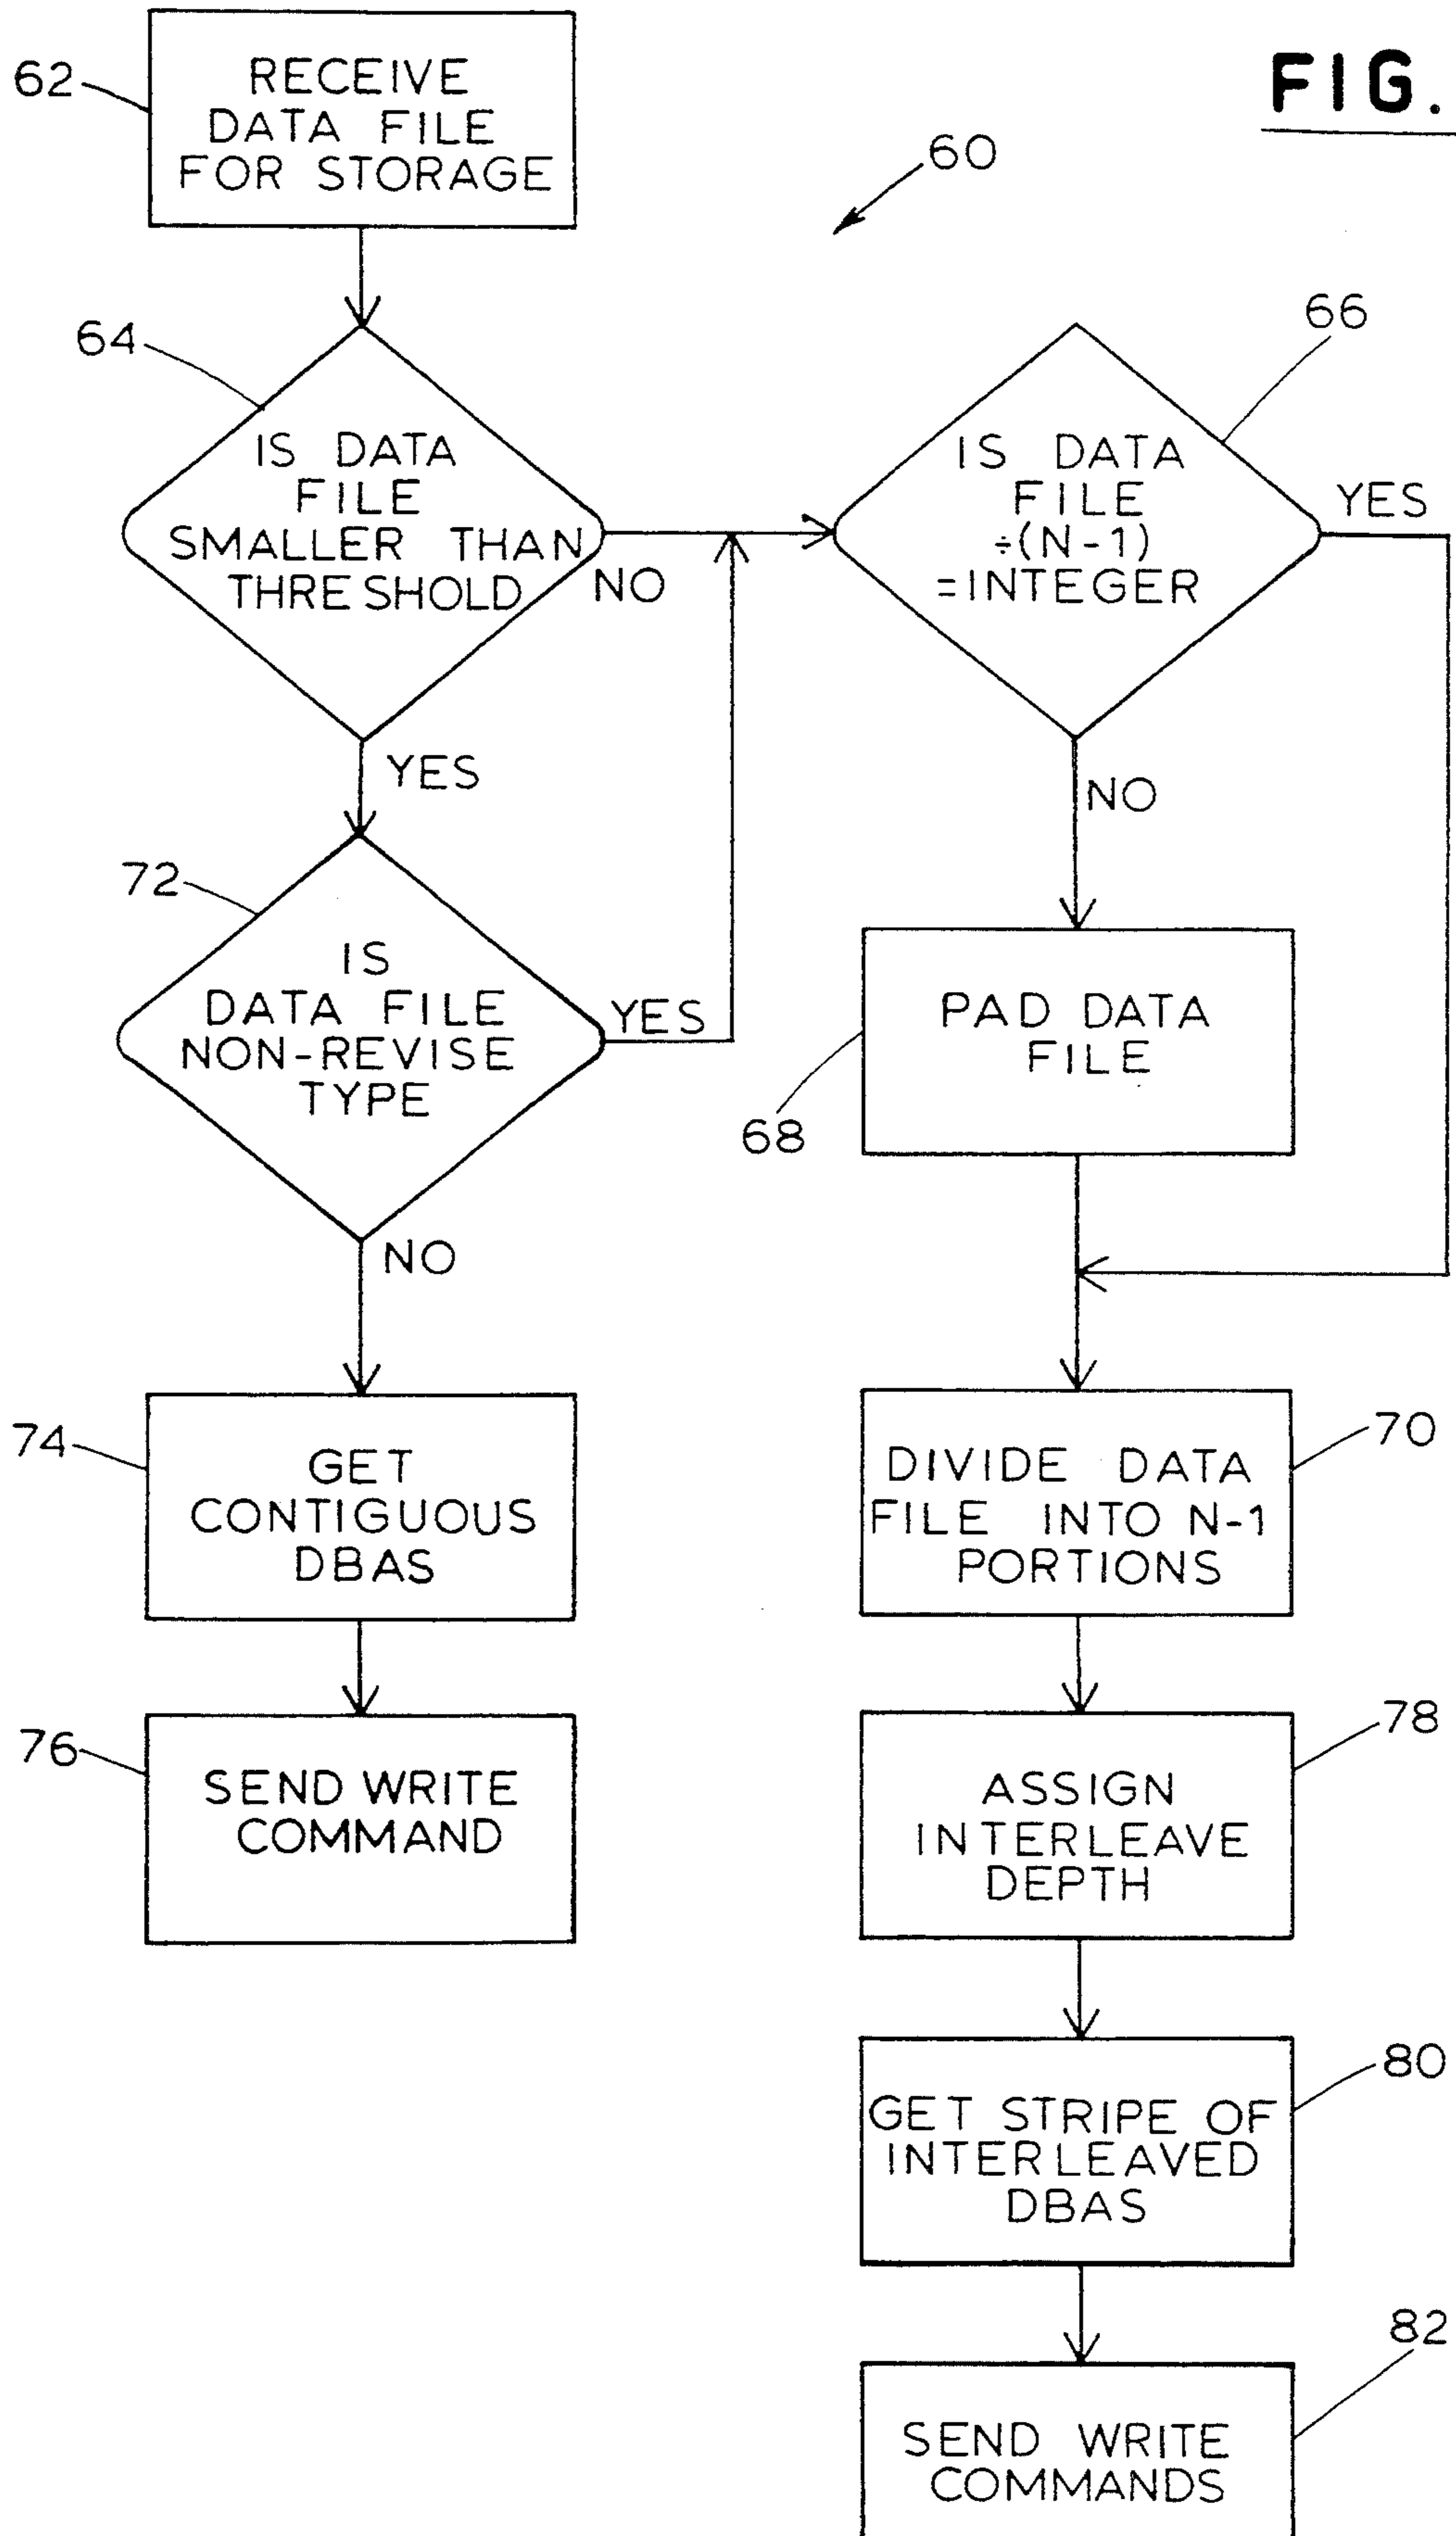 FIG.
60
62
RECEIVE
DATA FILE
FOR STORAGE
64
IS DATA
FILE
SMALLER THAN
THRESHOLD
NO
YES
66
IS DATA
FILE
÷(N-1)
=INTEGER
YES
NO
72
IS
DATA FILE
NON-REVISE
TYPE
YES
NO
68
PAD DATA
FILE
74
GET
CONTIGUOUS
DBAS
70
DIVIDE DATA
FILE INTO N-1
PORTIONS
76
SEND WRITE
COMMAND
78
ASSIGN
INTERLEAVE
DEPTH
80
GET STRIPE OF
INTERLEAVED
DBAS
82
SEND WRITE
COMMANDS